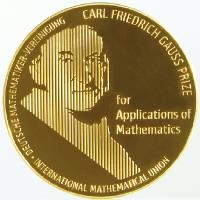 DEUTSCHE MATHEMATIKER-VEREINIGUNG
CARL FRIEDRICH GAUSS PRIZE
for
Applications of
Mathematics
· INTERNATIONAL MATHEMATICAL UNION